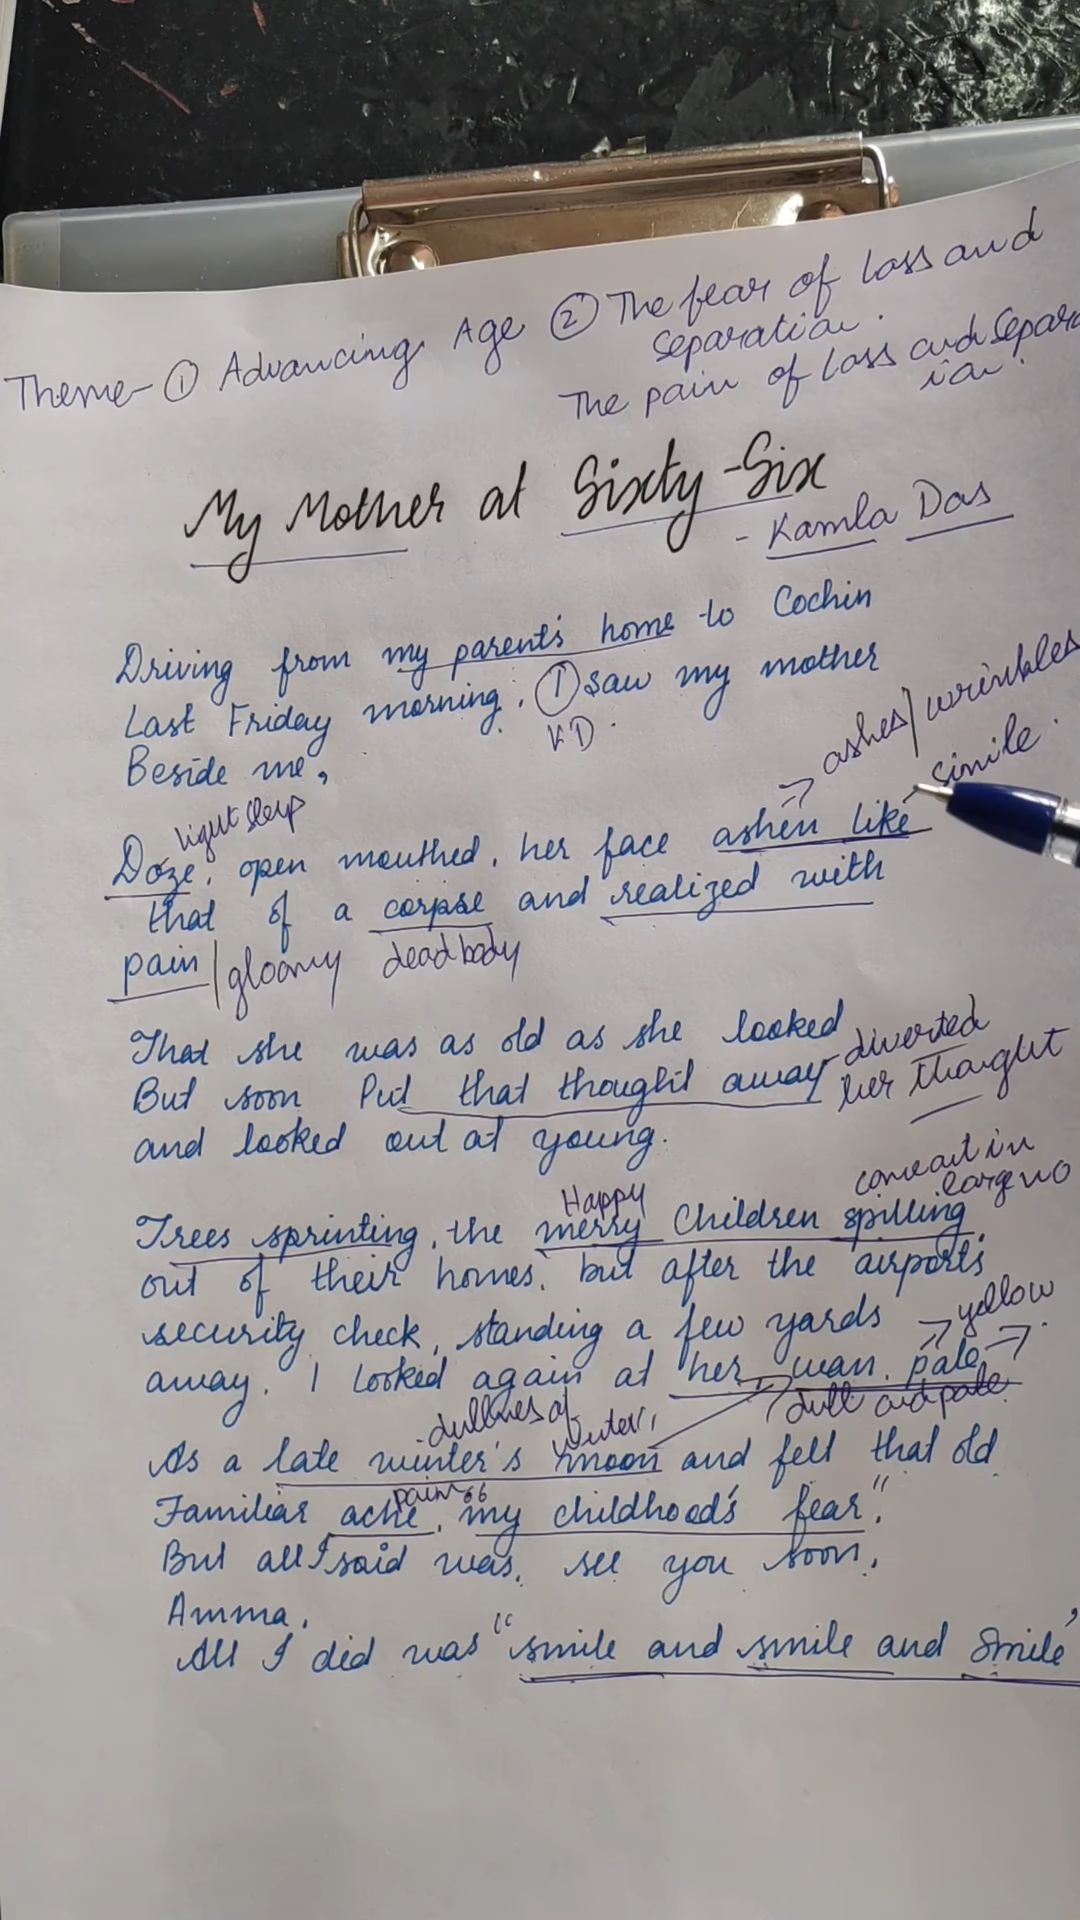 Theme- ① Advancing Age ② The fear of loss and
separation.
The pain of loss and separa
ion.
My Mother at Sixty-Six
- Kamla Das
Driving from my parent's home to Cochin
Last Friday morning, I saw my mother
KD.
Beside me,
ashes/wrinkles
simile.
light sleep
Doze, open mouthed, her face ashen like
that of a corpse and realized with
pain/gloomy deadbody
That she was as old as she looked
But soon Put that thought away diverted
her thought
and looked out at young.
Happy
come out in
large no
Trees sprinting, the merry Children spilling
out of their homes, but after the airport's
security check, standing a few yards
yellow
away, I looked again at her, wan, pale
dull and pale
dullness of
winter,
As a late winter's moon and felt that old
pain
Familiar ache, "my childhood's fear",
But all I said was, see you soon,
Amma,
All I did was "smile and smile and smile"